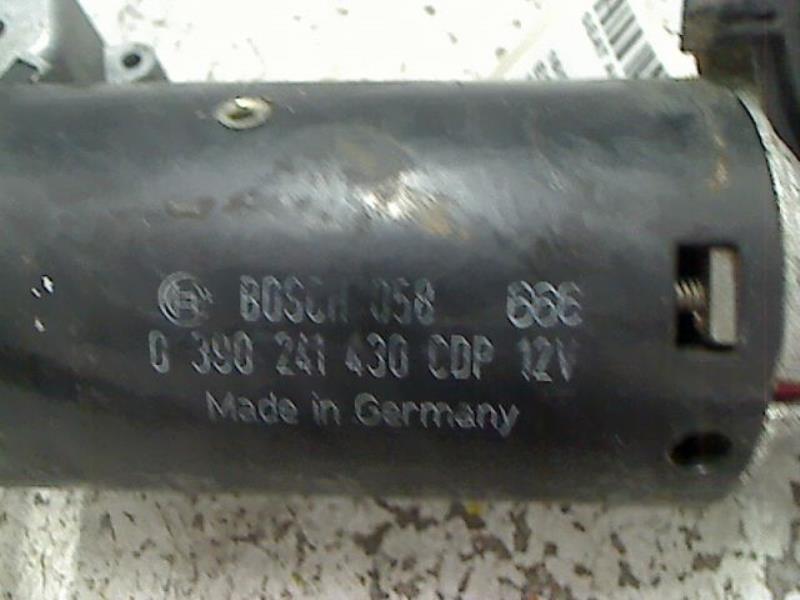 BOSCH 058 666
0 390 241 430 CDP 12V
Made in Germany